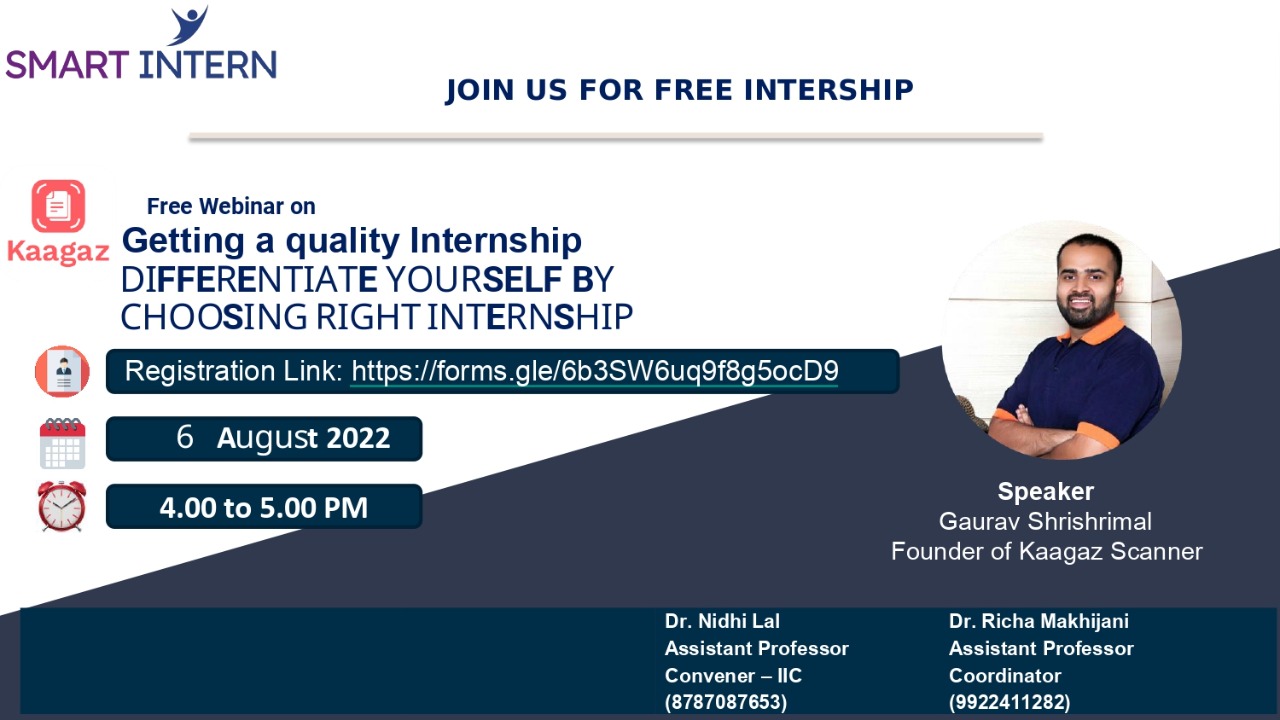 SMART INTERN
JOIN US FOR FREE INTERSHIP
Kaagaz
Free Webinar on
Getting a quality Internship
DIFFERENTIATE YOURSELF BY
CHOOSING RIGHT INTERNSHIP
Registration Link: https://forms.gle/6b3SW6uq9f8g5ocD9
6 August 2022
4.00 to 5.00 PM
Speaker
Gaurav Shrishrimal
Founder of Kaagaz Scanner
Dr. Nidhi Lal
Assistant Professor
Convener – IIC
(8787087653)
Dr. Richa Makhijani
Assistant Professor
Coordinator
(9922411282)